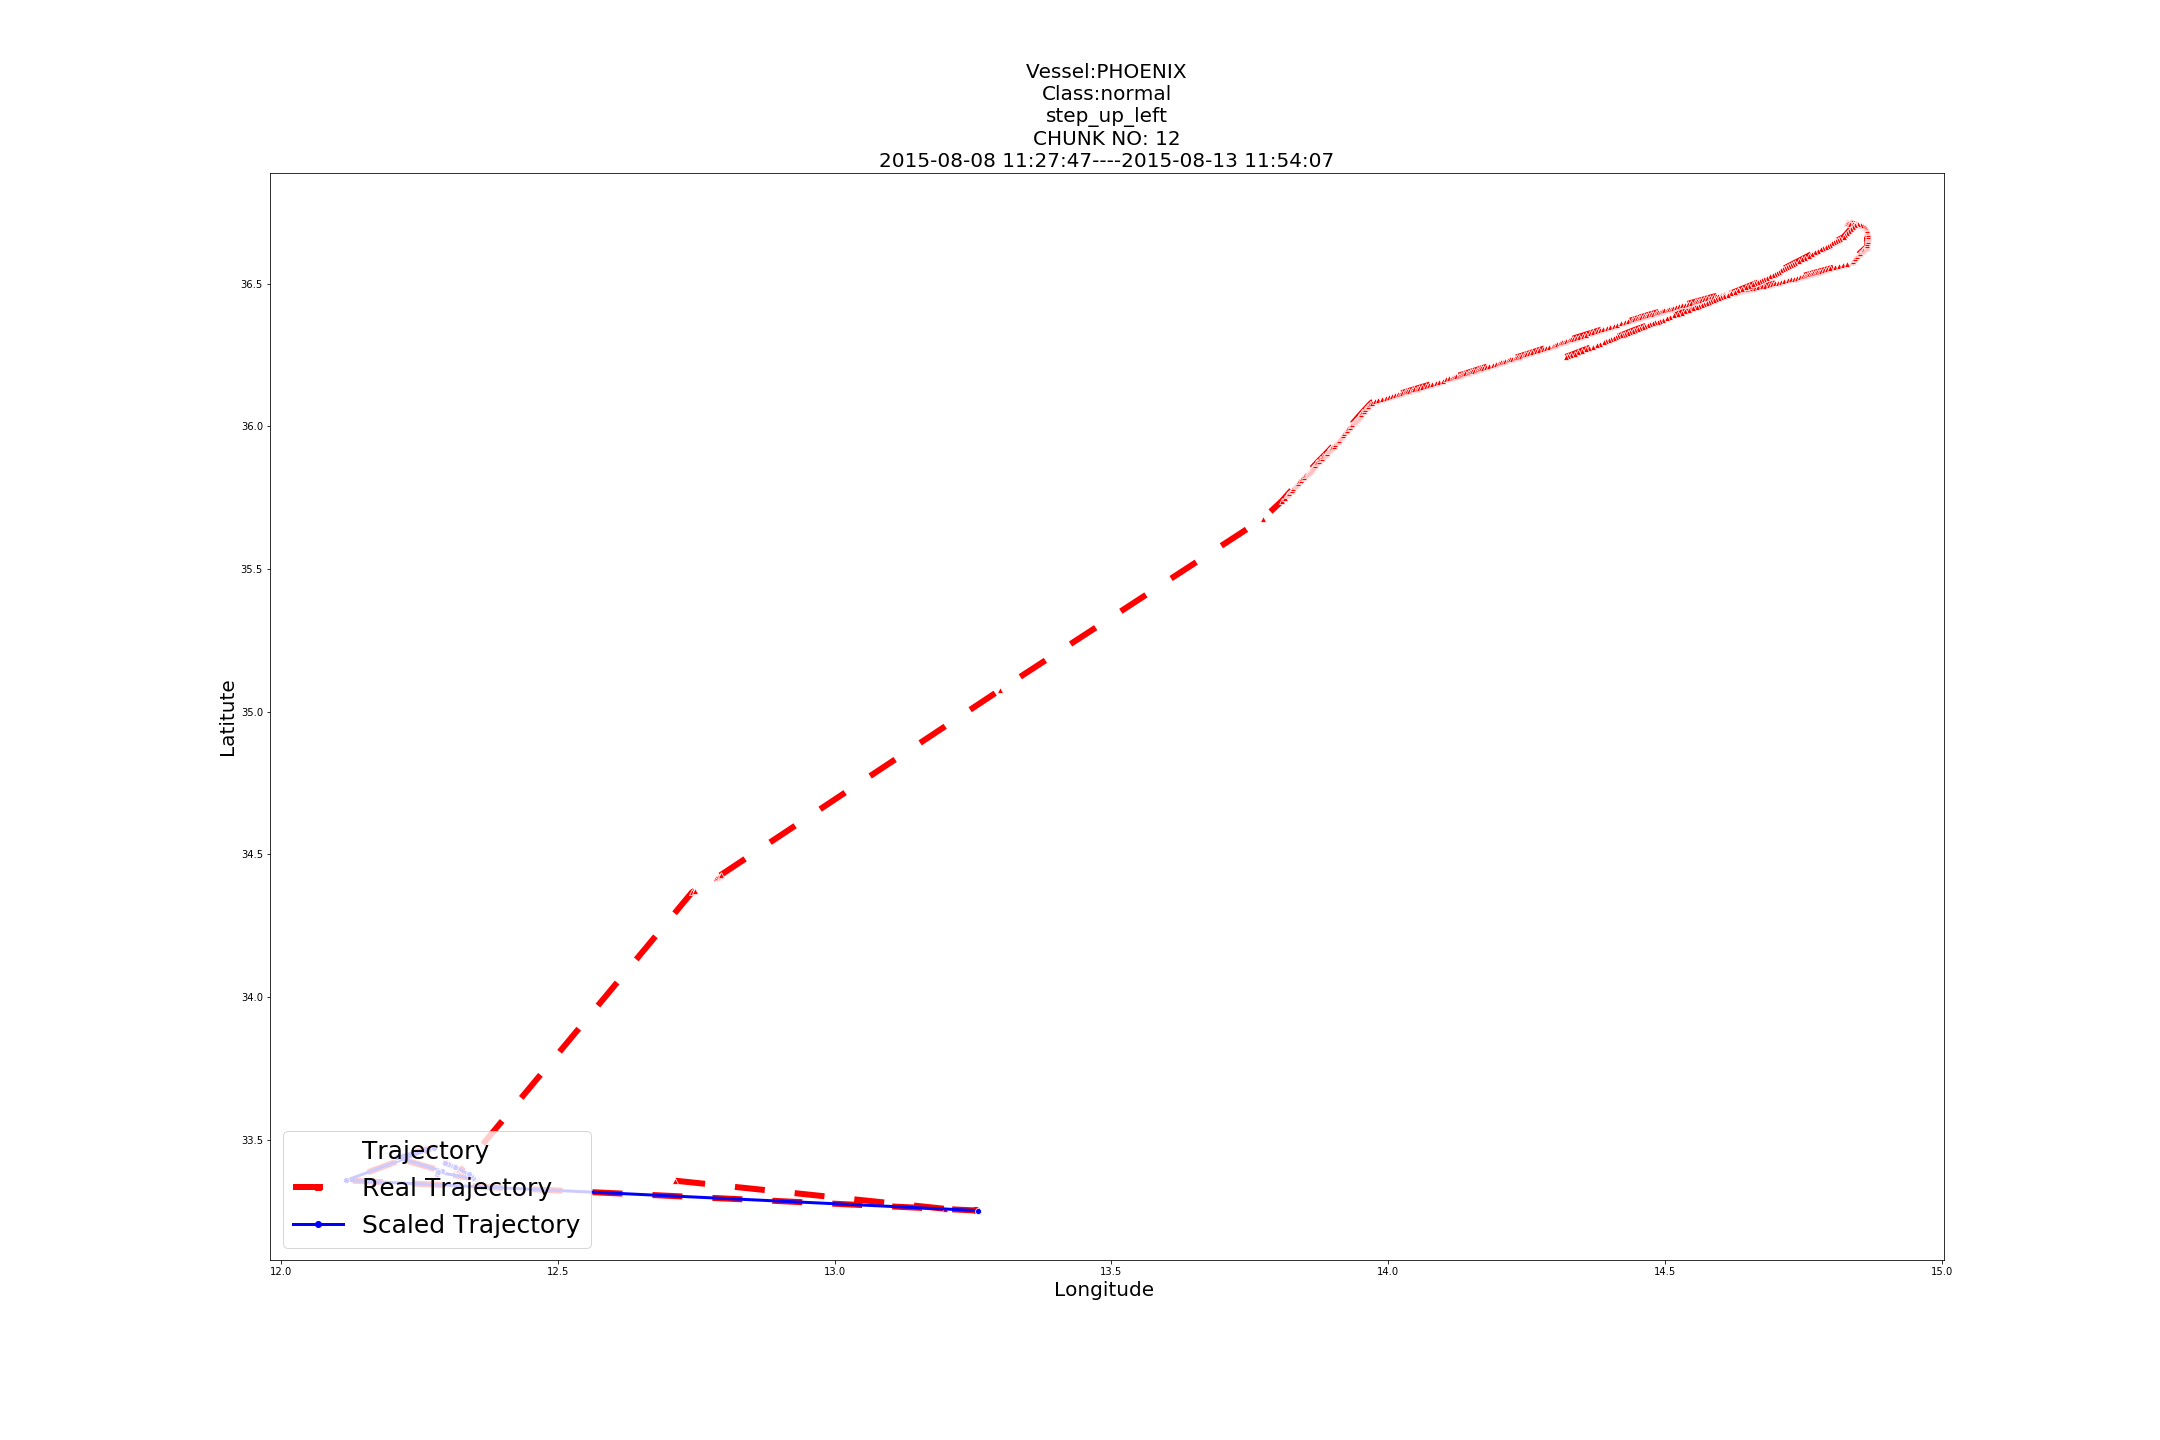 Vessel:PHOENIX
Class:normal
step_up_left
CHUNK NO: 12
2015-08-08 11:27:47----2015-08-13 11:54:07
Latitute
36.5
36.0
35.5
35.0
34.5
34.0
33.5
Trajectory
Real Trajectory
Scaled Trajectory
12.0 12.5 13.0 13.5 14.0 14.5 15.0
Longitude